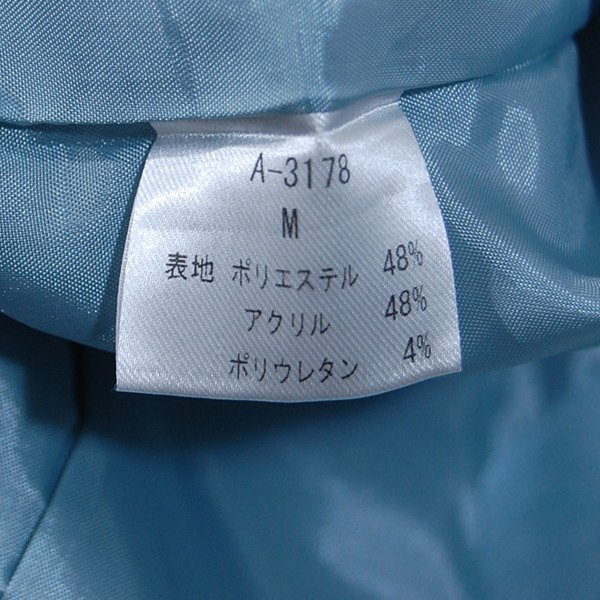 A-3178
M
表地 ポリエステル 48%
アクリル 48%
ポリウレタン 4%